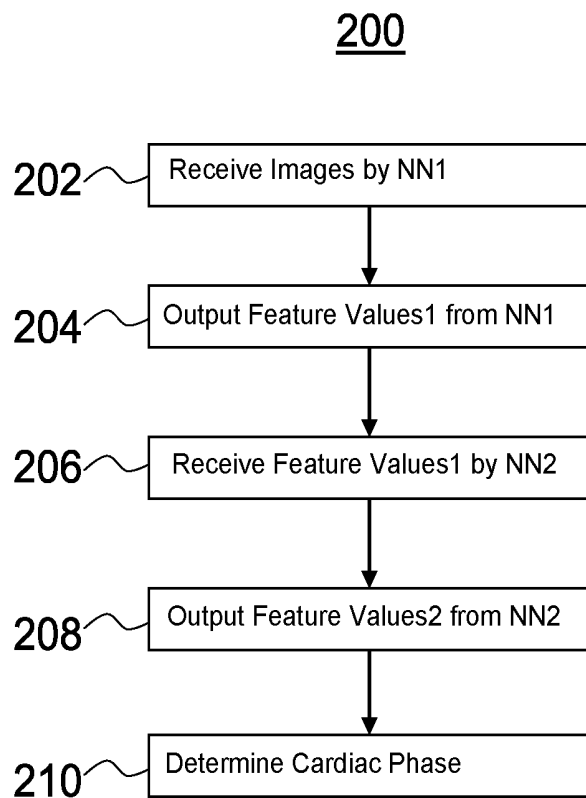 200
202 Receive Images by NN1
204 Output Feature Values1 from NN1
206 Receive Feature Values1 by NN2
208 Output Feature Values2 from NN2
210 Determine Cardiac Phase